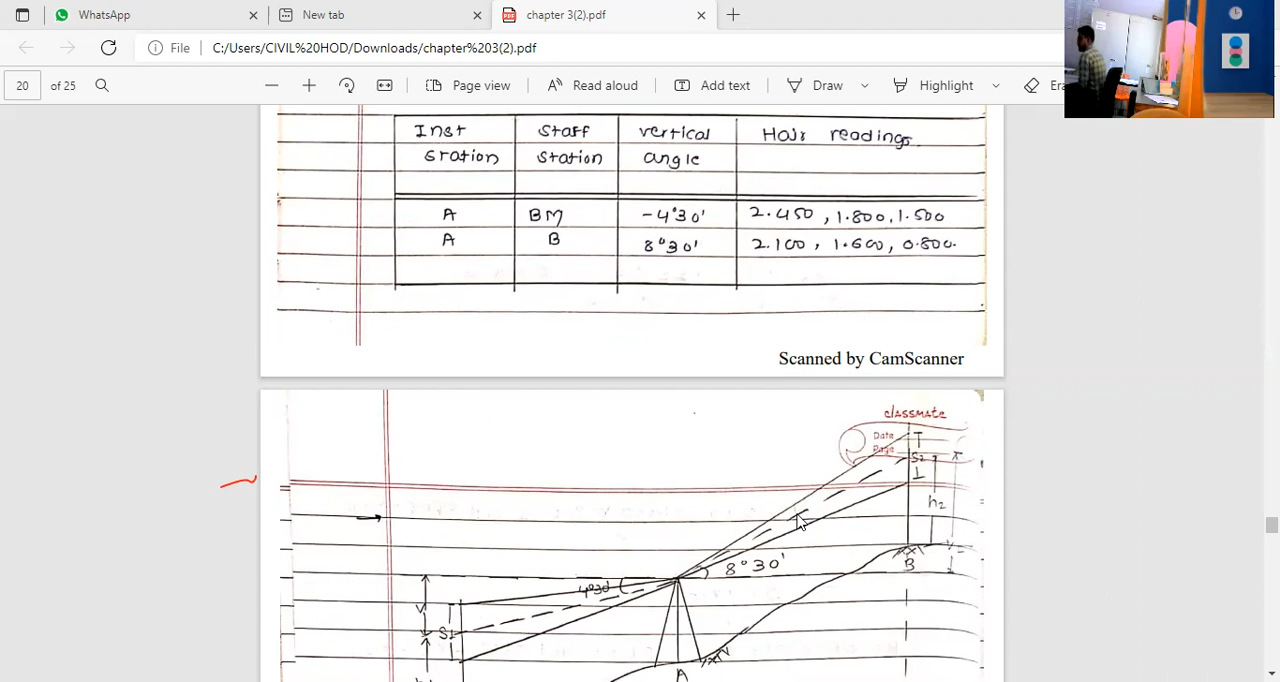 WhatsApp
New tab
chapter 3(2).pdf
File
C:/Users/CIVIL%20HOD/Downloads/chapter%203(2).pdf
20 of 25
Page view
Read aloud
Add text
Draw
Highlight
Era
Inst Station
Staff Station
vertical angle
Hair readings.
A BM -4°30' 2.450, 1.800, 1.500
A B 8°30' 2.100, 1.600, 0.800.
Scanned by CamScanner
classmate
Date
Page
T
S2
I
h2
B
8°30'
4°30'
V
T
S1
I
A